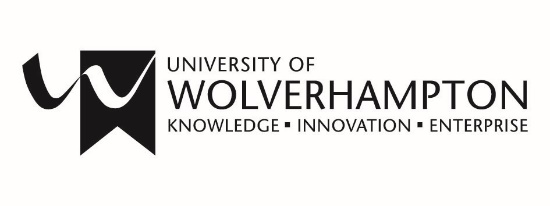 UNIVERSITY OF
WOLVERHAMPTON
KNOWLEDGE ▪ INNOVATION ▪ ENTERPRISE